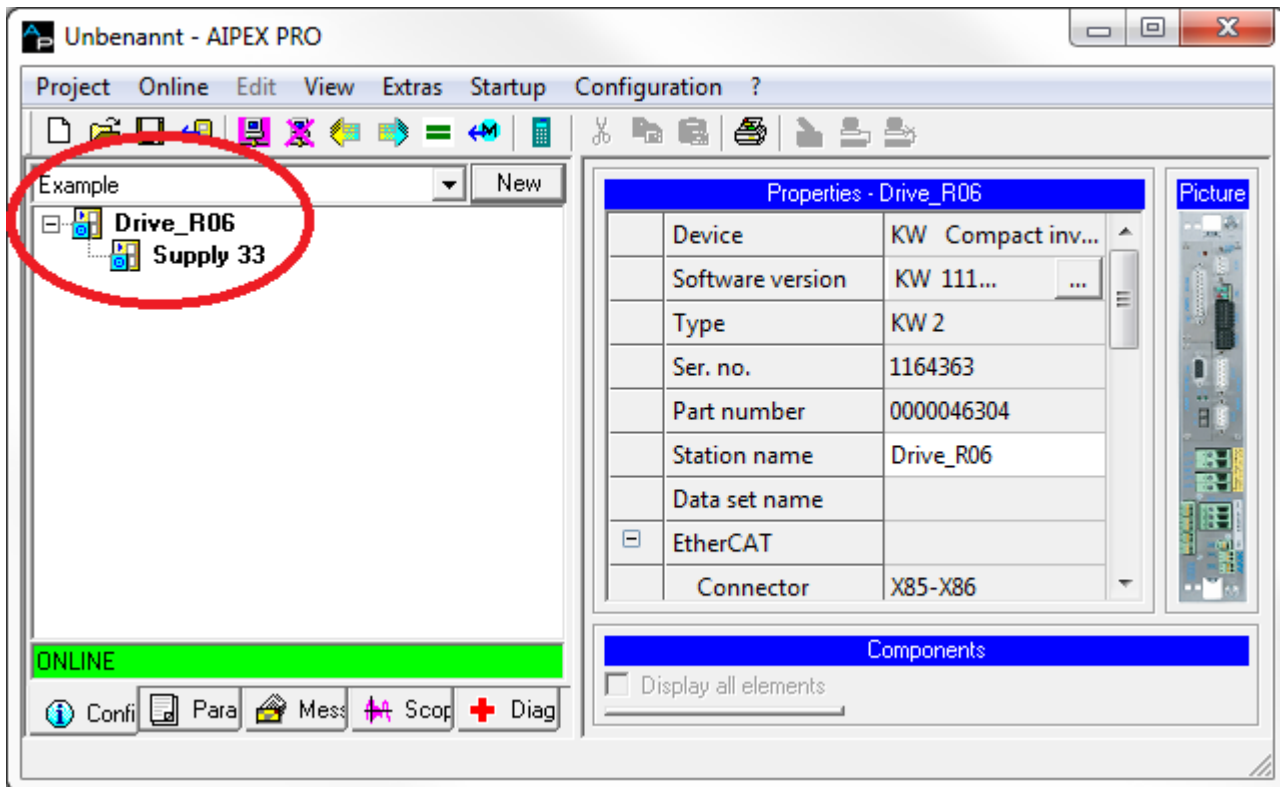 Unbenannt - AIPEX PRO
Project Online Edit View Extras Startup Configuration ?
Example New
Drive_R06
Supply 33
ONLINE
Confi Para Mess Scop Diag
Properties - Drive_R06
Device KW Compact inv...
Software version KW 111... ...
Type KW 2
Ser. no. 1164363
Part number 0000046304
Station name Drive_R06
Data set name
EtherCAT
Connector X85-X86
Picture
Components
Display all elements